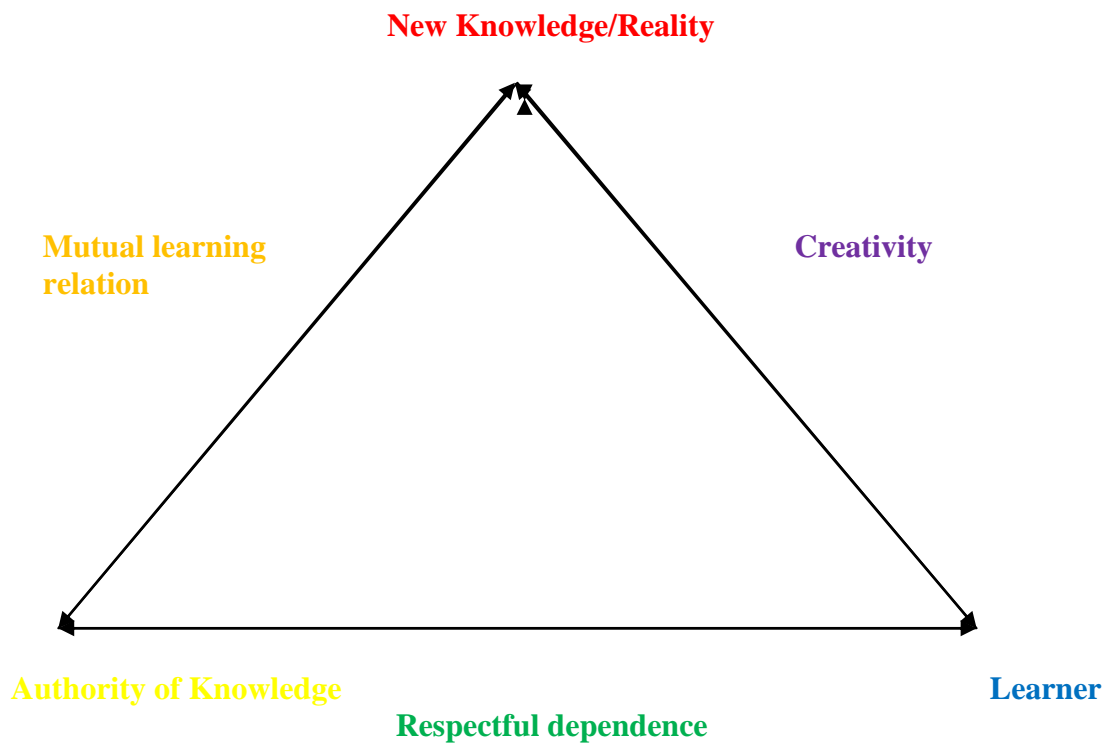 New Knowledge/Reality
Mutual learning
relation
Creativity
Authority of Knowledge
Learner
Respectful dependence